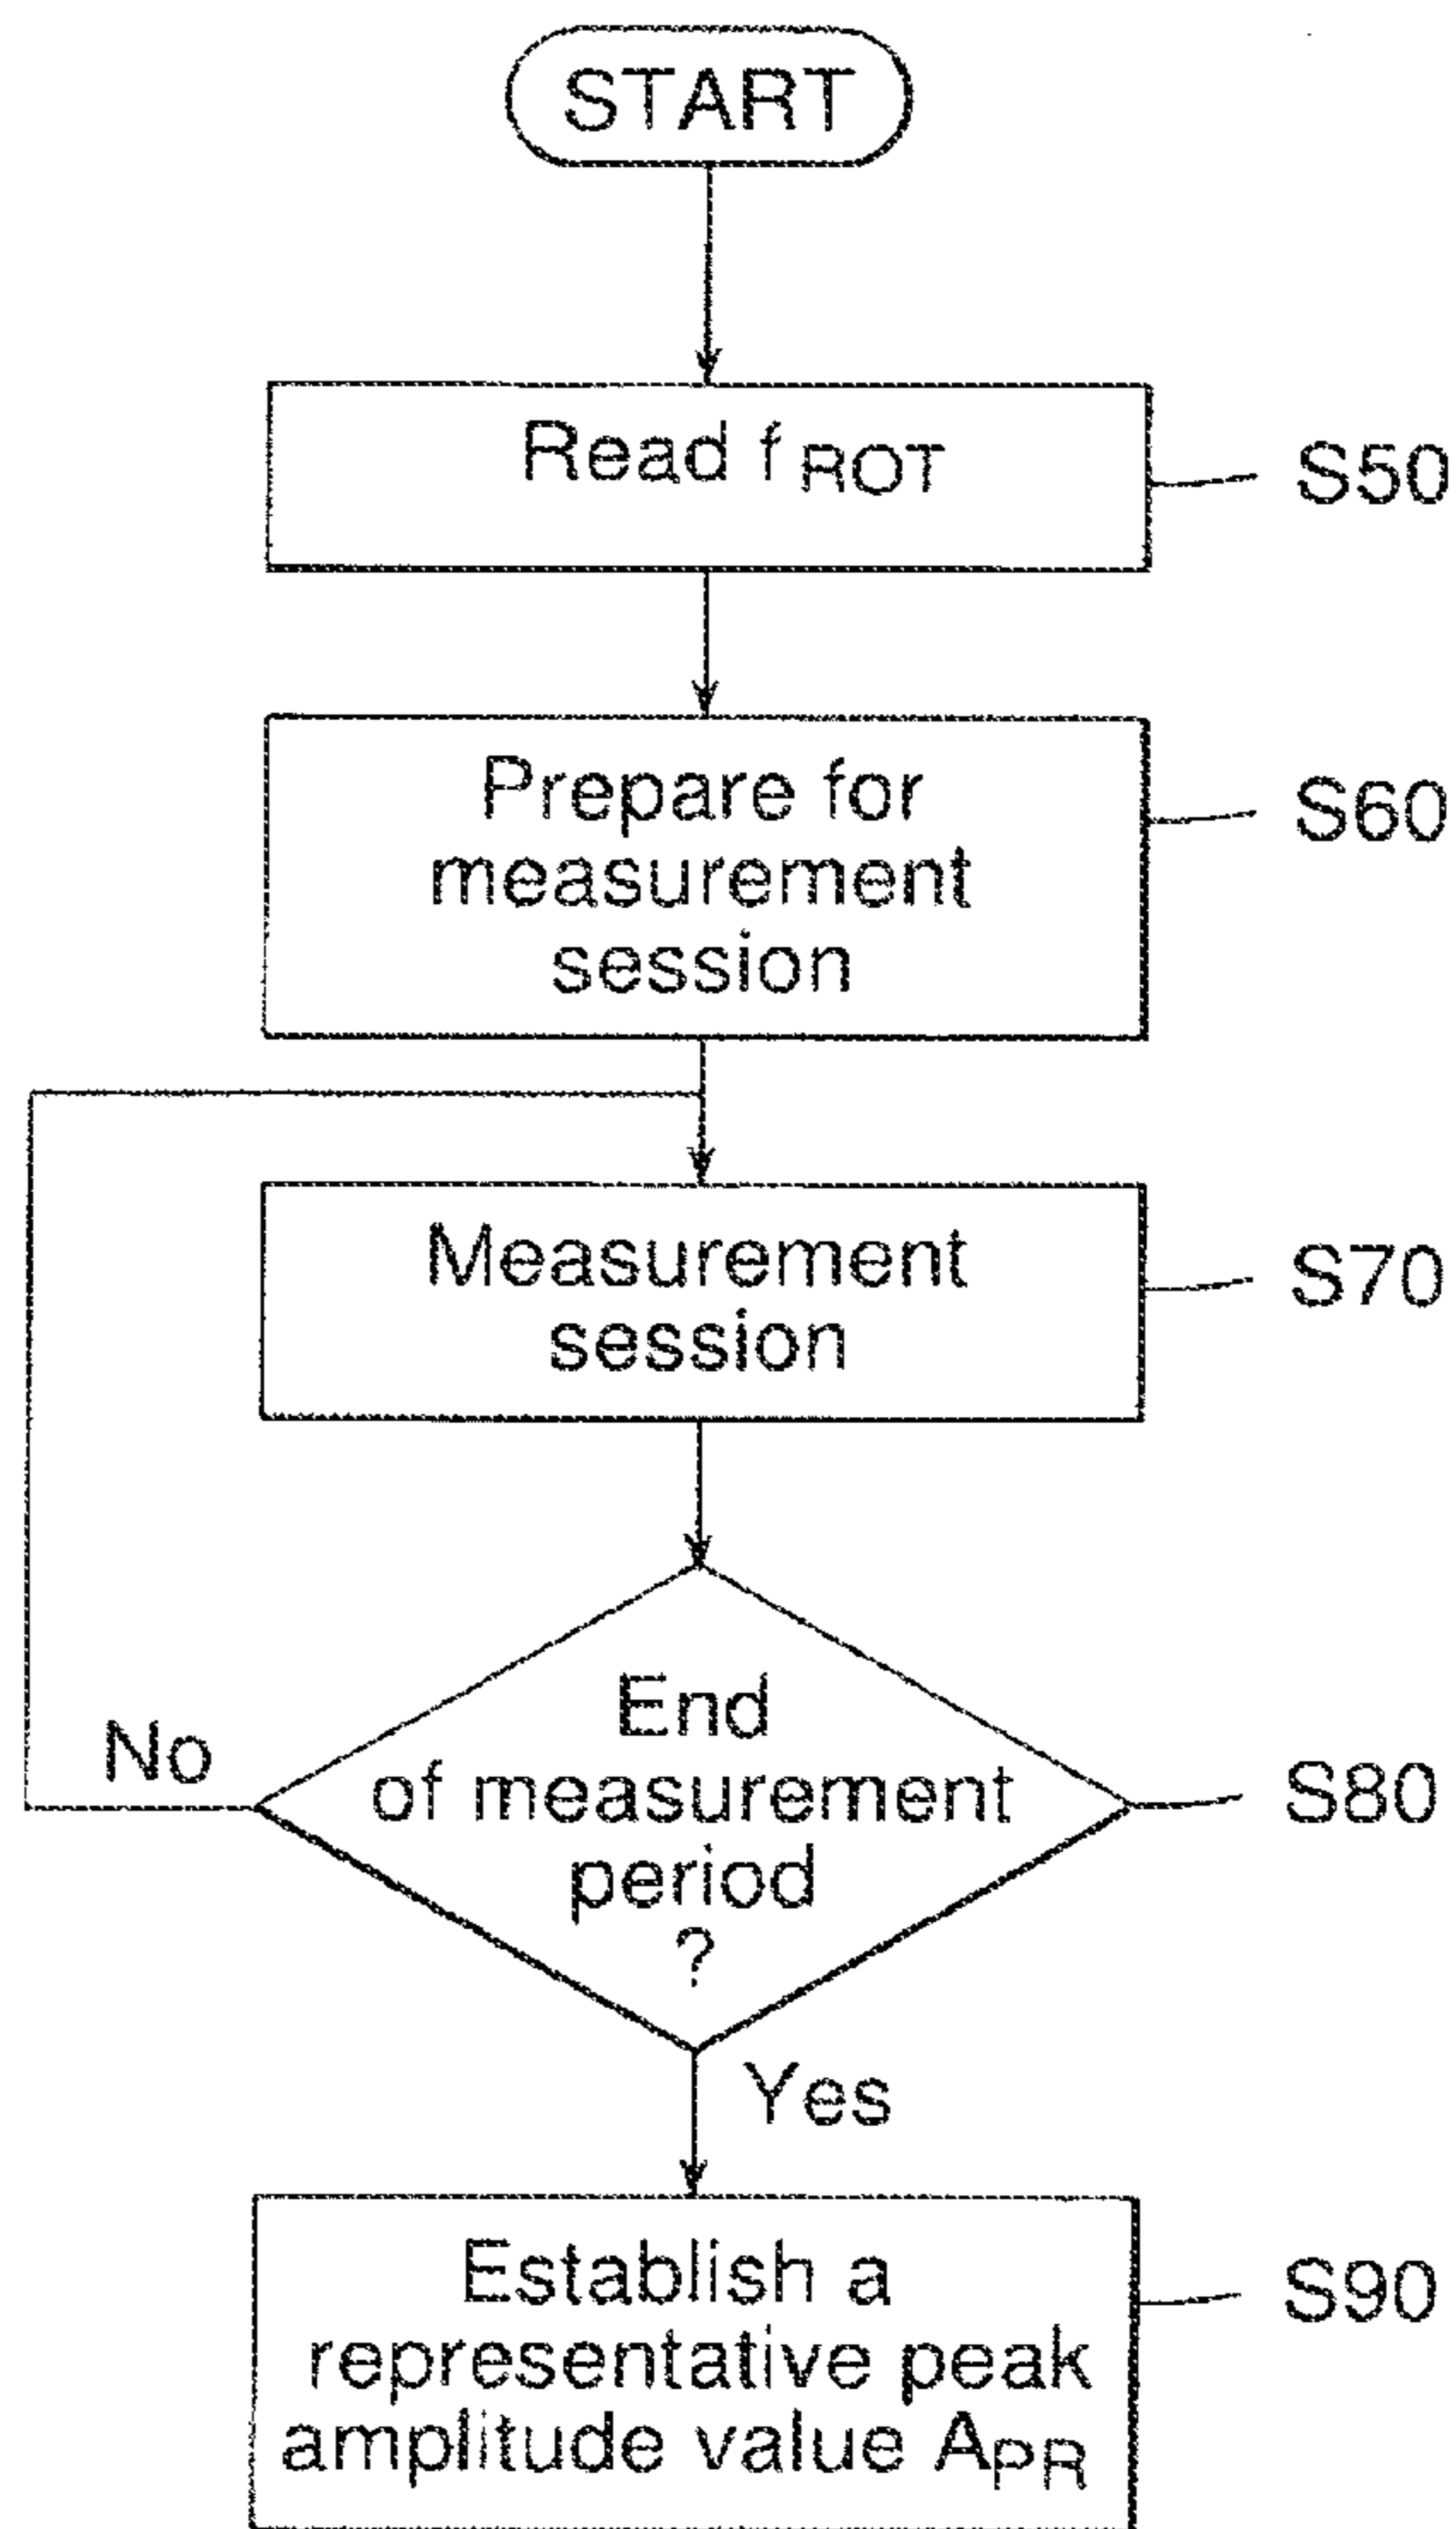 START
Read f ROT
S50
Prepare for
measurement
session
S60
Measurement
session
S70
End
of measurement
period
?
S80
No
Yes
Establish a
representative peak
amplitude value APR
S90